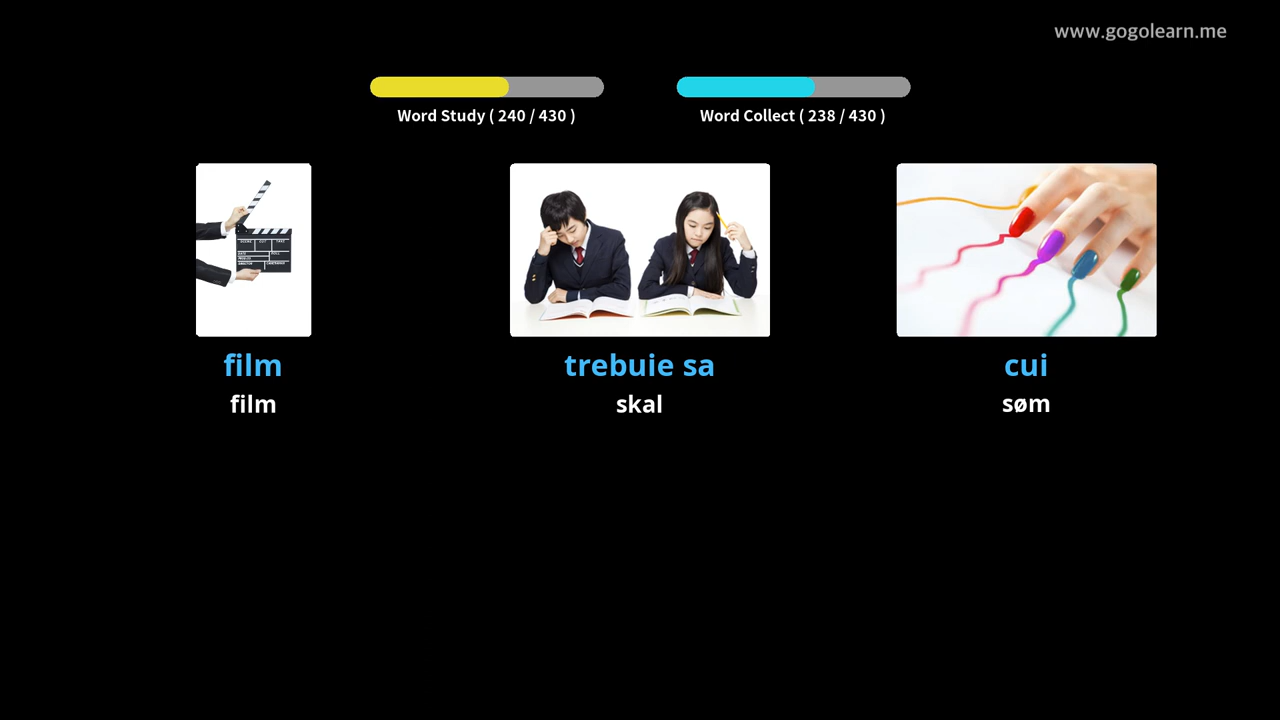 www.gogolearn.me
Word Study ( 240 / 430 )
Word Collect ( 238 / 430 )
film
trebuie sa
cui
film
skal
søm